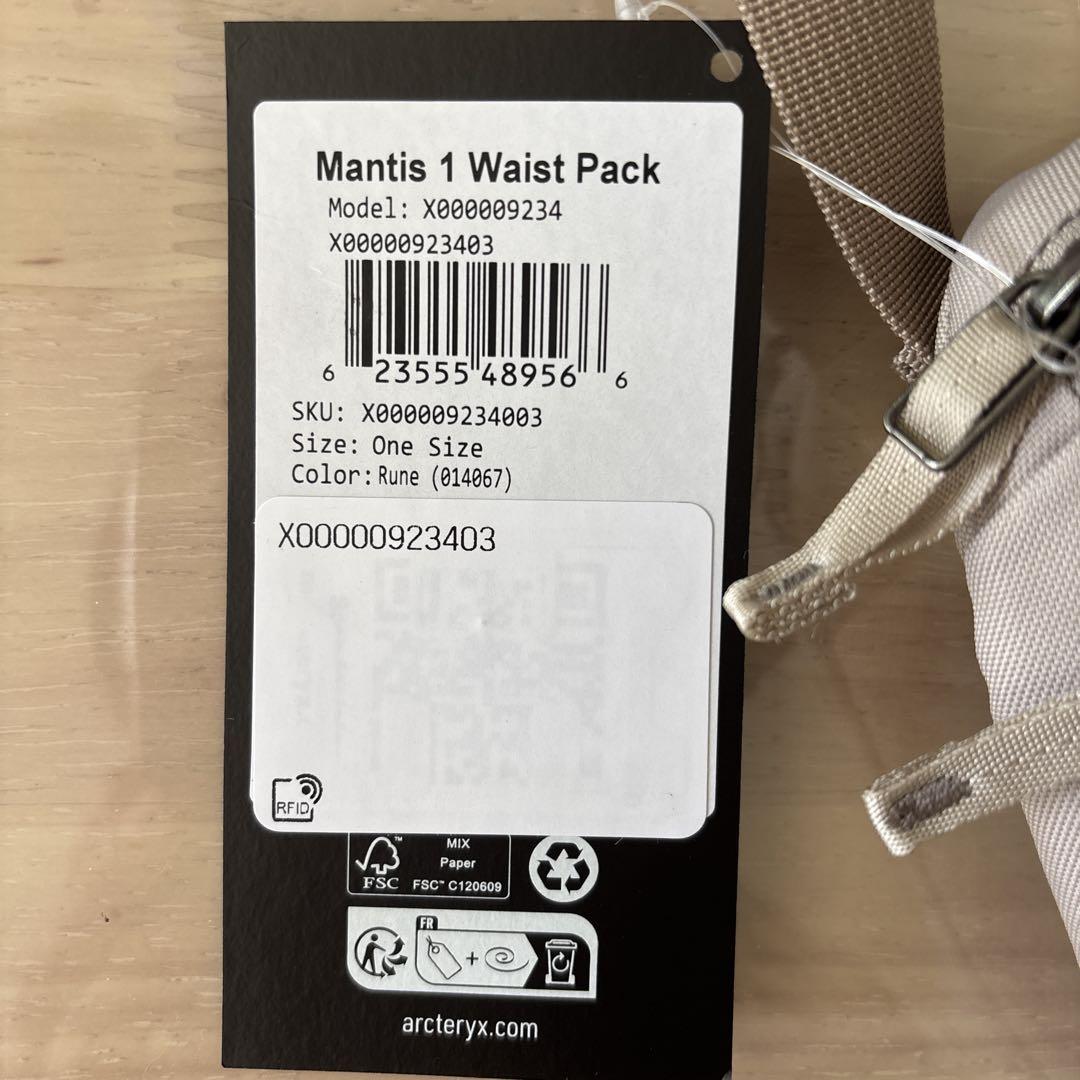 Mantis 1 Waist Pack
Model: X000009234
X00000923403
6 23555 48956 6
SKU: X000009234003
Size: One Size
Color: Rune (014067)
X00000923403
RFID
FSC™
MIX
Paper
FSC™ C120609
FR
+
arcteryx.com